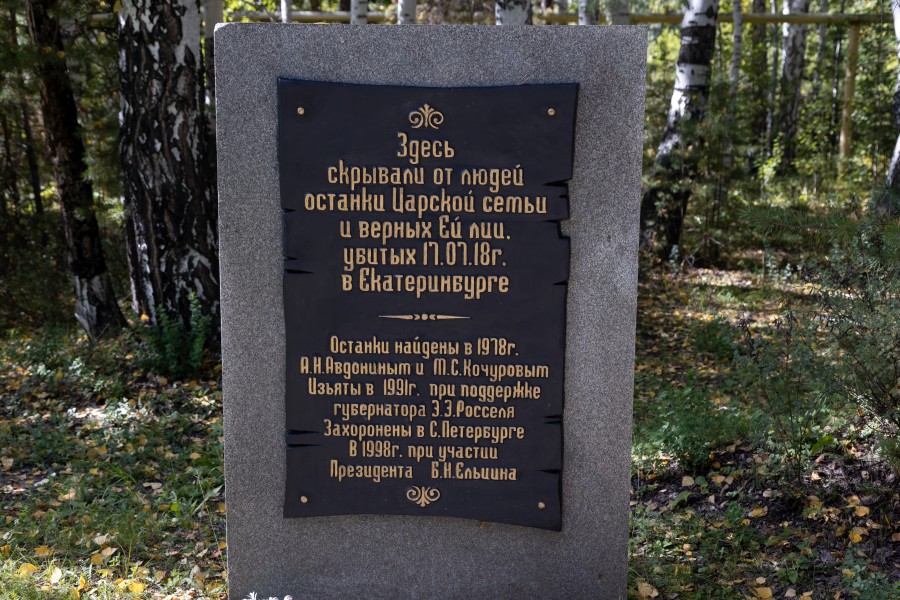 Здесь
скрывали от людей
останки Царской семьи
и верных Ей лиц.
убитых 17.07.18г.
в Екатеринбурге
Останки найдены в 1978г.
А.Н.Авдониным и М.С.Кочуровым
Изъяты в 1991г. при поддержке
губернатора Э.Э.Росселя
Захоронены в С.Петербурге
В 1998г. при участии
Президента Б.Н.Ельцина